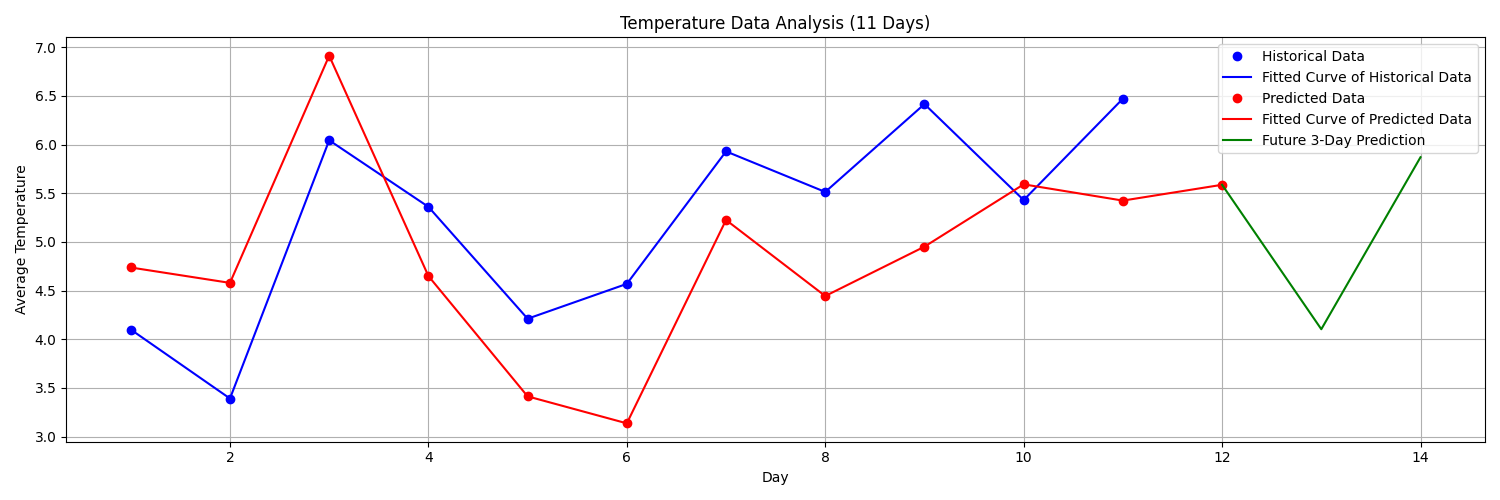 Temperature Data Analysis (11 Days)
Historical Data
Fitted Curve of Historical Data
Predicted Data
Fitted Curve of Predicted Data
Future 3-Day Prediction
Average Temperature
7.0
6.5
6.0
5.5
5.0
4.5
4.0
3.5
3.0
2
4
6
8
10
12
14
Day